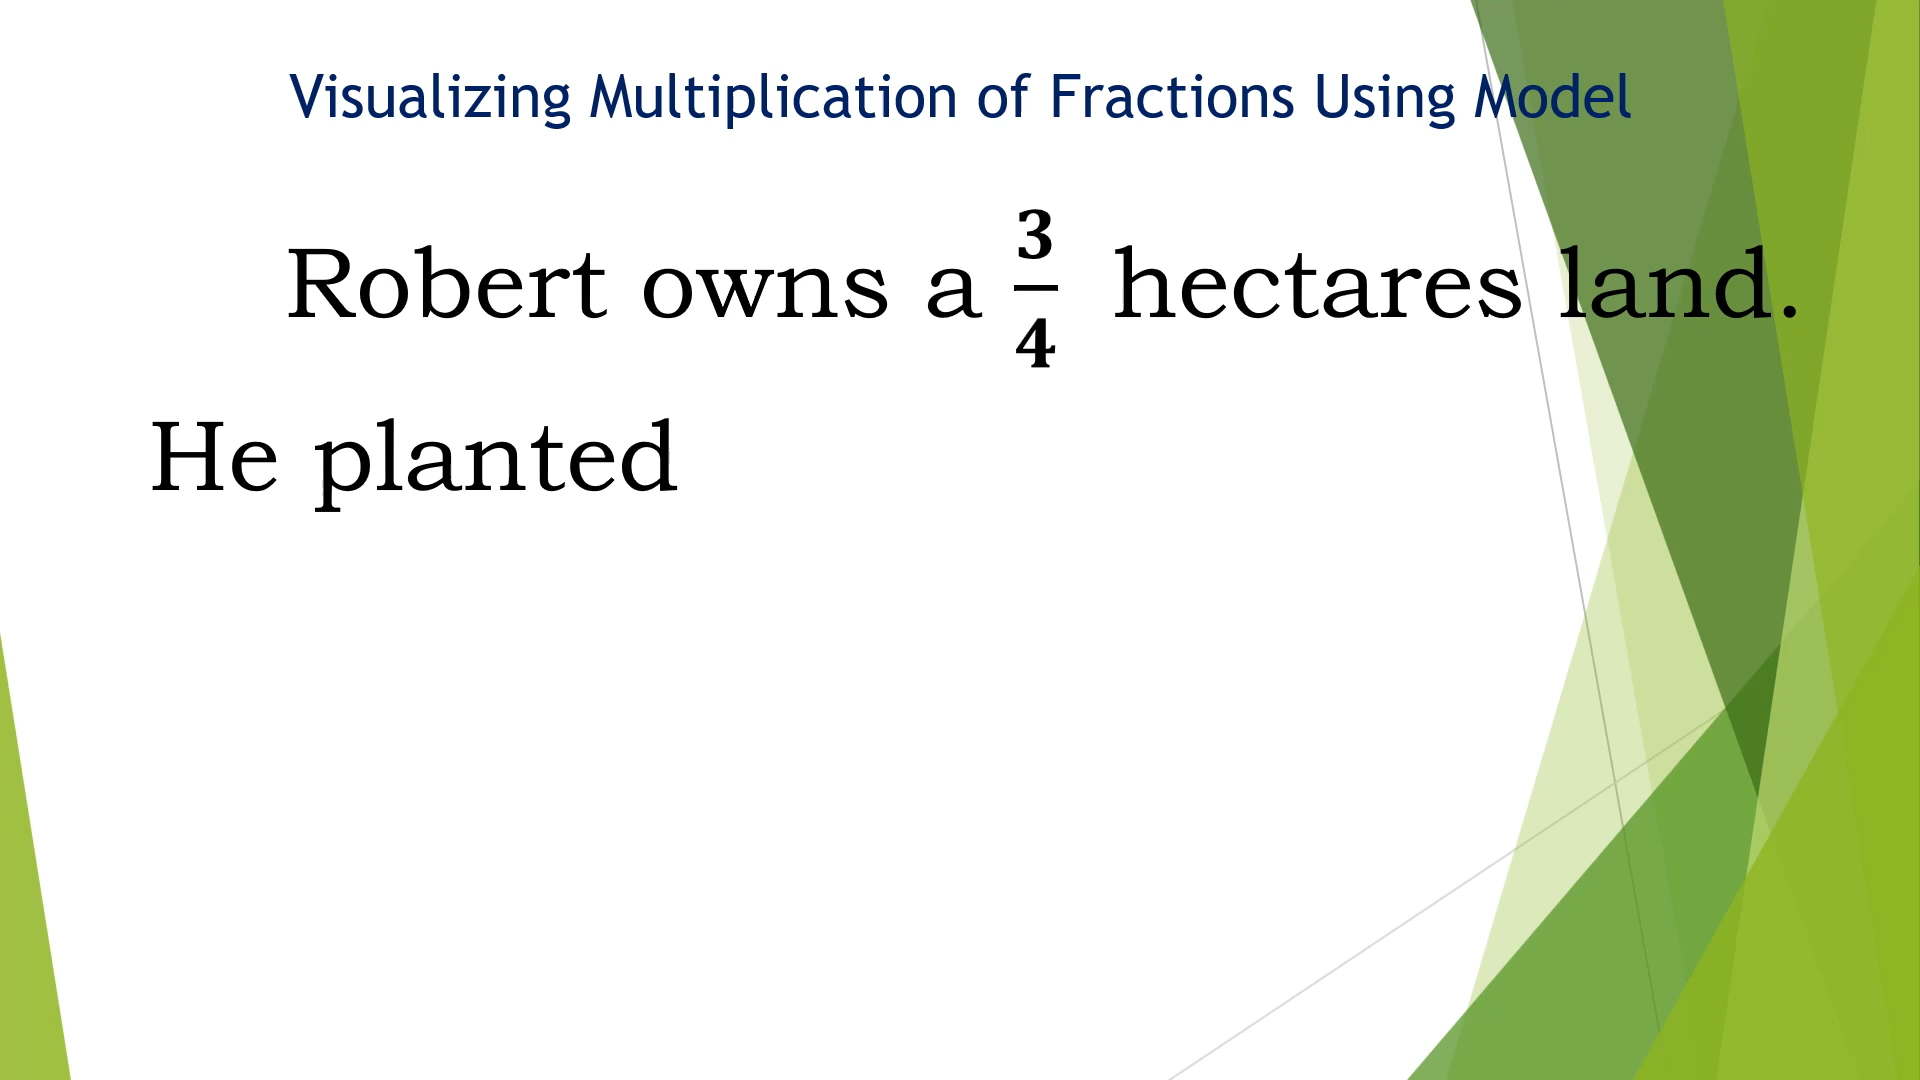 Visualizing Multiplication of Fractions Using Model
Robert owns a 3/4 hectares land.
He planted